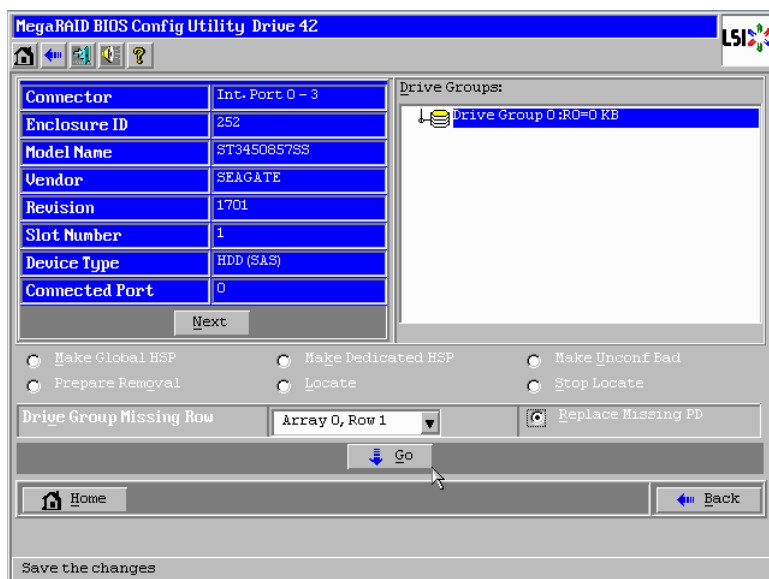 MegaRAID BIOS Config Utility Drive 42
LSI
Connector Int. Port 0 - 3
Enclosure ID 252
Model Name ST3450857SS
Vendor SEAGATE
Revision 1701
Slot Number 1
Device Type HDD (SAS)
Connected Port 0
Next
Drive Groups:
Drive Group 0 :R0=0 KB
Make Global HSP Make Dedicated HSP Make Unconf Bad
Prepare Removal Locate Stop Locate
Drive Group Missing Row Array 0, Row 1 Replace Missing PD
Go
Home Back
Save the changes